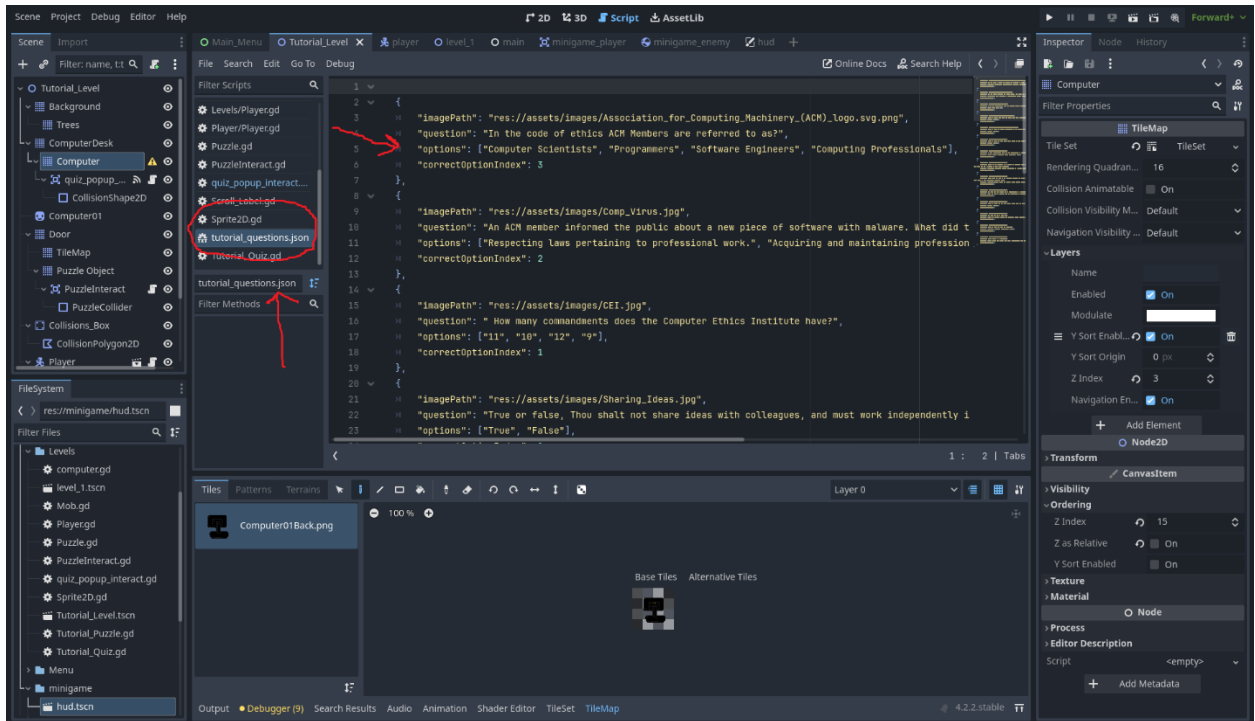 Scene Project Debug Editor Help
2D 3D Script AssetLib
Forward+
Scene Import
Filter: name, t:t
Tutorial_Level
Background
Trees
ComputerDesk
Computer
quiz_popup_...
CollisionShape2D
Computer01
Door
TileMap
Puzzle Object
PuzzleInteract
PuzzleCollider
Collisions_Box
CollisionPolygon2D
Player
FileSystem
res://minigame/hud.tscn
Filter Files
Levels
computer.gd
level_1.tscn
Mob.gd
Player.gd
Puzzle.gd
PuzzleInteract.gd
quiz_popup_interact.gd
Sprite2D.gd
Tutorial_Level.tscn
Tutorial_Puzzle.gd
Tutorial_Quiz.gd
Menu
minigame
hud.tscn
Main_Menu Tutorial_Level player level_1 main minigame_player minigame_enemy hud
File Search Edit Go To Debug
Online Docs Search Help
Filter Scripts
Levels/Player.gd
Player/Player.gd
Puzzle.gd
PuzzleInteract.gd
quiz_popup_interact....
Scroll_Label.gd
Sprite2D.gd
tutorial_questions.json
Tutorial_Quiz.gd
tutorial_questions.json
Filter Methods
1
2 {
3 "imagePath": "res://assets/images/Association_for_Computing_Machinery_(ACM)_logo.svg.png",
"question": "In the code of ethics ACM Members are referred to as?",
5 "options": ["Computer Scientists", "Programmers", "Software Engineers", "Computing Professionals"],
6 "correctOptionIndex": 3
7 },
8 {
9 "imagePath": "res://assets/images/Comp_Virus.jpg",
10 "question": "An ACM member informed the public about a new piece of software with malware. What did t
11 "options": ["Respecting laws pertaining to professional work.", "Acquiring and maintaining profession
12 "correctOptionIndex": 2
13 },
14 {
15 "imagePath": "res://assets/images/CEI.jpg",
16 "question": " How many commandments does the Computer Ethics Institute have?",
17 "options": ["11", "10", "12", "9"],
18 "correctOptionIndex": 1
19 },
20 {
21 "imagePath": "res://assets/images/Sharing_Ideas.jpg",
22 "question": "True or false, Thou shalt not share ideas with colleagues, and must work independently i
23 "options": ["True", "False"],
1 : 2 | Tabs
Tiles Patterns Terrains
Layer 0
Computer01Back.png
100 %
Base Tiles Alternative Tiles
Output Debugger (9) Search Results Audio Animation Shader Editor TileSet TileMap
4.2.2.stable
Inspector Node History
Computer
Filter Properties
TileMap
Tile Set TileSet
Rendering Quadran... 16
Collision Animatable On
Collision Visibility M... Default
Navigation Visibility ... Default
Layers
Name
Enabled On
Modulate
Y Sort Enabl... On
Y Sort Origin 0 px
Z Index 3
Navigation En... On
+ Add Element
Node2D
Transform
CanvasItem
Visibility
Ordering
Z Index 15
Z as Relative On
Y Sort Enabled On
Texture
Material
Node
Process
Editor Description
Script <empty>
+ Add Metadata